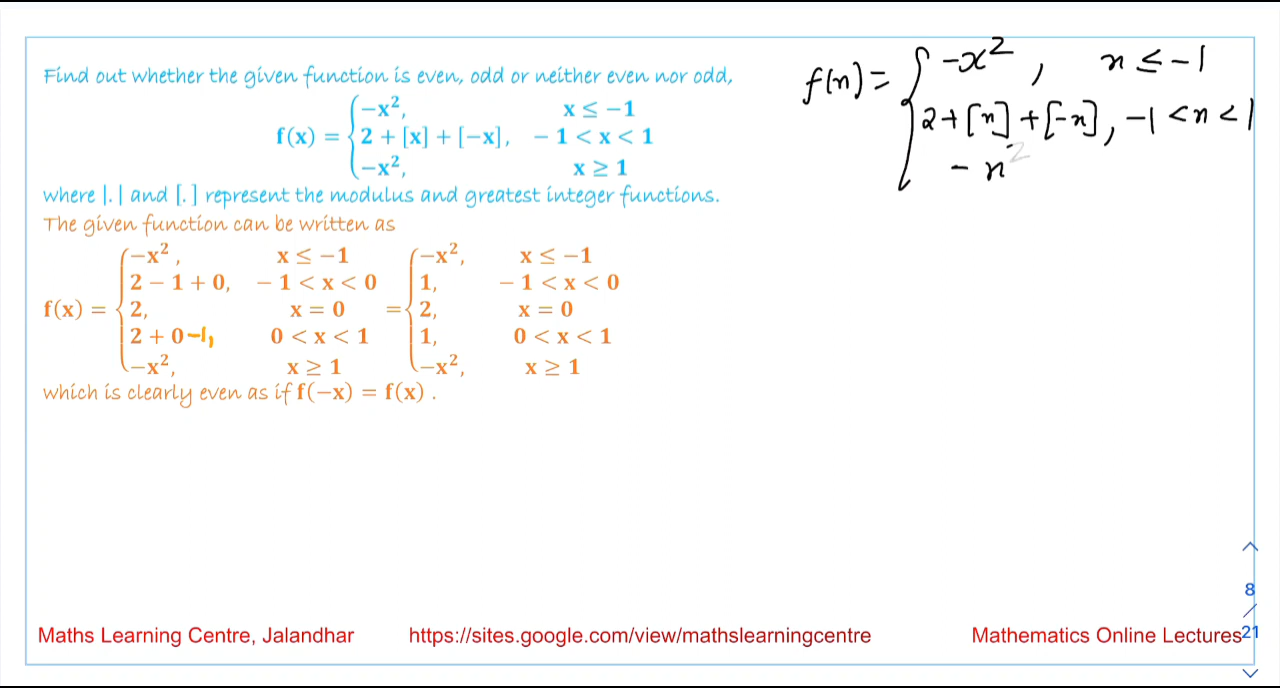 Find out whether the given function is even, odd or neither even nor odd,
f(x) = {−x², x ≤ −1
2 + [x] + [−x], − 1 < x < 1
−x², x ≥ 1
where |.| and [.] represent the modulus and greatest integer functions.
The given function can be written as
f(x) = {−x², x ≤ −1 = {−x², x ≤ −1
2 − 1 + 0, − 1 < x < 0 1, − 1 < x < 0
2, x = 0 2, x = 0
2 + 0−1, 0 < x < 1 1, 0 < x < 1
−x², x ≥ 1 −x², x ≥ 1
which is clearly even as if f(−x) = f(x) .
f(x) = {−x², x ≤ −1
2+[x]+[−x], −1<x<1
−x²
8
/
21
Maths Learning Centre, Jalandhar https://sites.google.com/view/mathslearningcentre Mathematics Online Lectures